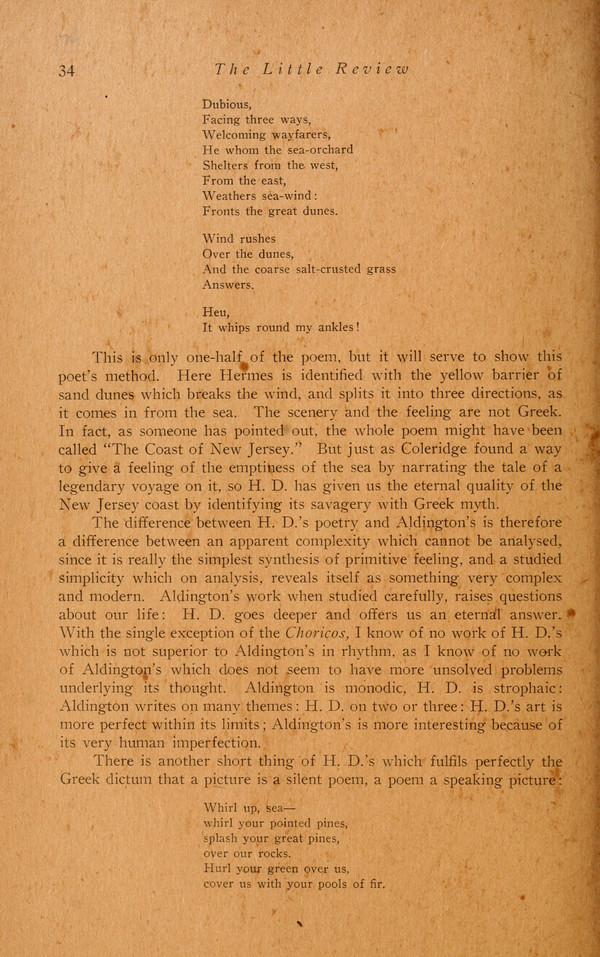 34
The Little Review
Dubious,
Facing three ways,
Welcoming wayfarers,
He whom the sea-orchard
Shelters from the west,
From the east,
Weathers sea-wind:
Fronts the great dunes.
Wind rushes
Over the dunes,
And the coarse salt-crusted grass
Answers.
Heu,
It whips round my ankles!
This is only one-half of the poem, but it will serve to show this
poet's method. Here Hermes is identified with the yellow barrier of
sand dunes which breaks the wind, and splits it into three directions, as
it comes in from the sea. The scenery and the feeling are not Greek.
In fact, as someone has pointed out, the whole poem might have been
called "The Coast of New Jersey." But just as Coleridge found a way
to give a feeling of the emptiness of the sea by narrating the tale of a
legendary voyage on it, so H. D. has given us the eternal quality of the
New Jersey coast by identifying its savagery with Greek myth.
The difference between H. D.'s poetry and Aldington's is therefore
a difference between an apparent complexity which cannot be analysed,
since it is really the simplest synthesis of primitive feeling, and a studied
simplicity which on analysis, reveals itself as something very complex
and modern. Aldington's work when studied carefully, raises questions
about our life: H. D. goes deeper and offers us an eternal answer.
With the single exception of the Choricos, I know of no work of H. D.'s
which is not superior to Aldington's in rhythm, as I know of no work
of Aldington's which does not seem to have more unsolved problems
underlying its thought. Aldington is monodic, H. D. is strophaic:
Aldington writes on many themes: H. D. on two or three: H. D.'s art is
more perfect within its limits; Aldington's is more interesting because of
its very human imperfection.
There is another short thing of H. D.'s which fulfils perfectly the
Greek dictum that a picture is a silent poem, a poem a speaking picture:
Whirl up, sea—
whirl your pointed pines,
splash your great pines,
over our rocks.
Hurl your green over us,
cover us with your pools of fir.